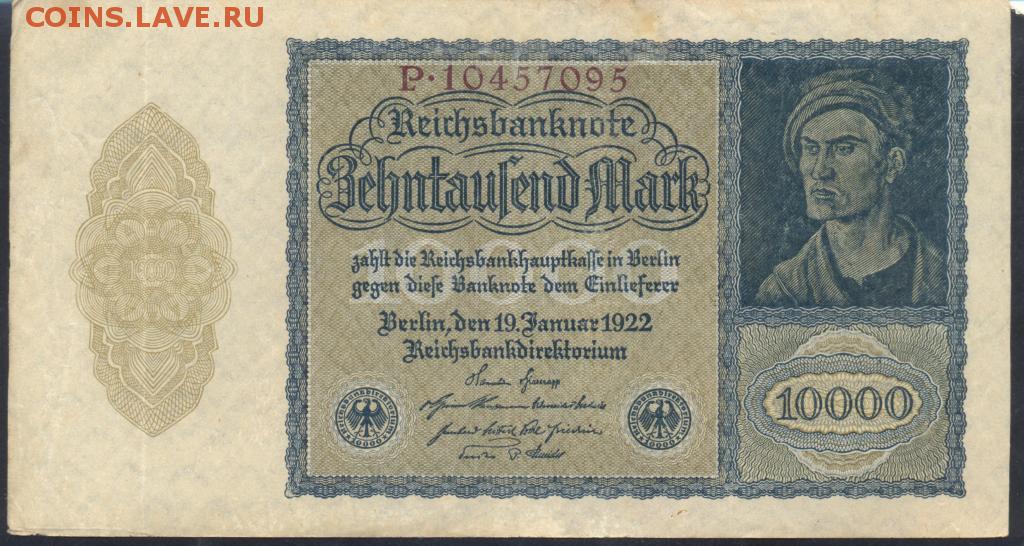 COINS.LAVE.RU
P·10457095
Reichsbanknote
Zehntauſend Mark
10000
zahlt die Reichsbankhauptkaſſe in Berlin
gegen dieſe Banknote dem Einlieferer
Berlin, den 19. Januar 1922
Reichsbankdirektorium
10000